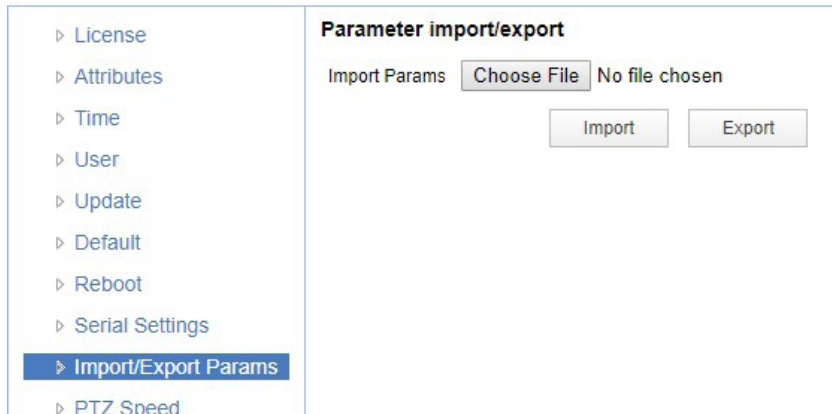 License
Attributes
Time
User
Update
Default
Reboot
Serial Settings
Import/Export Params
PTZ Speed
Parameter import/export
Import Params Choose File No file chosen
Import Export